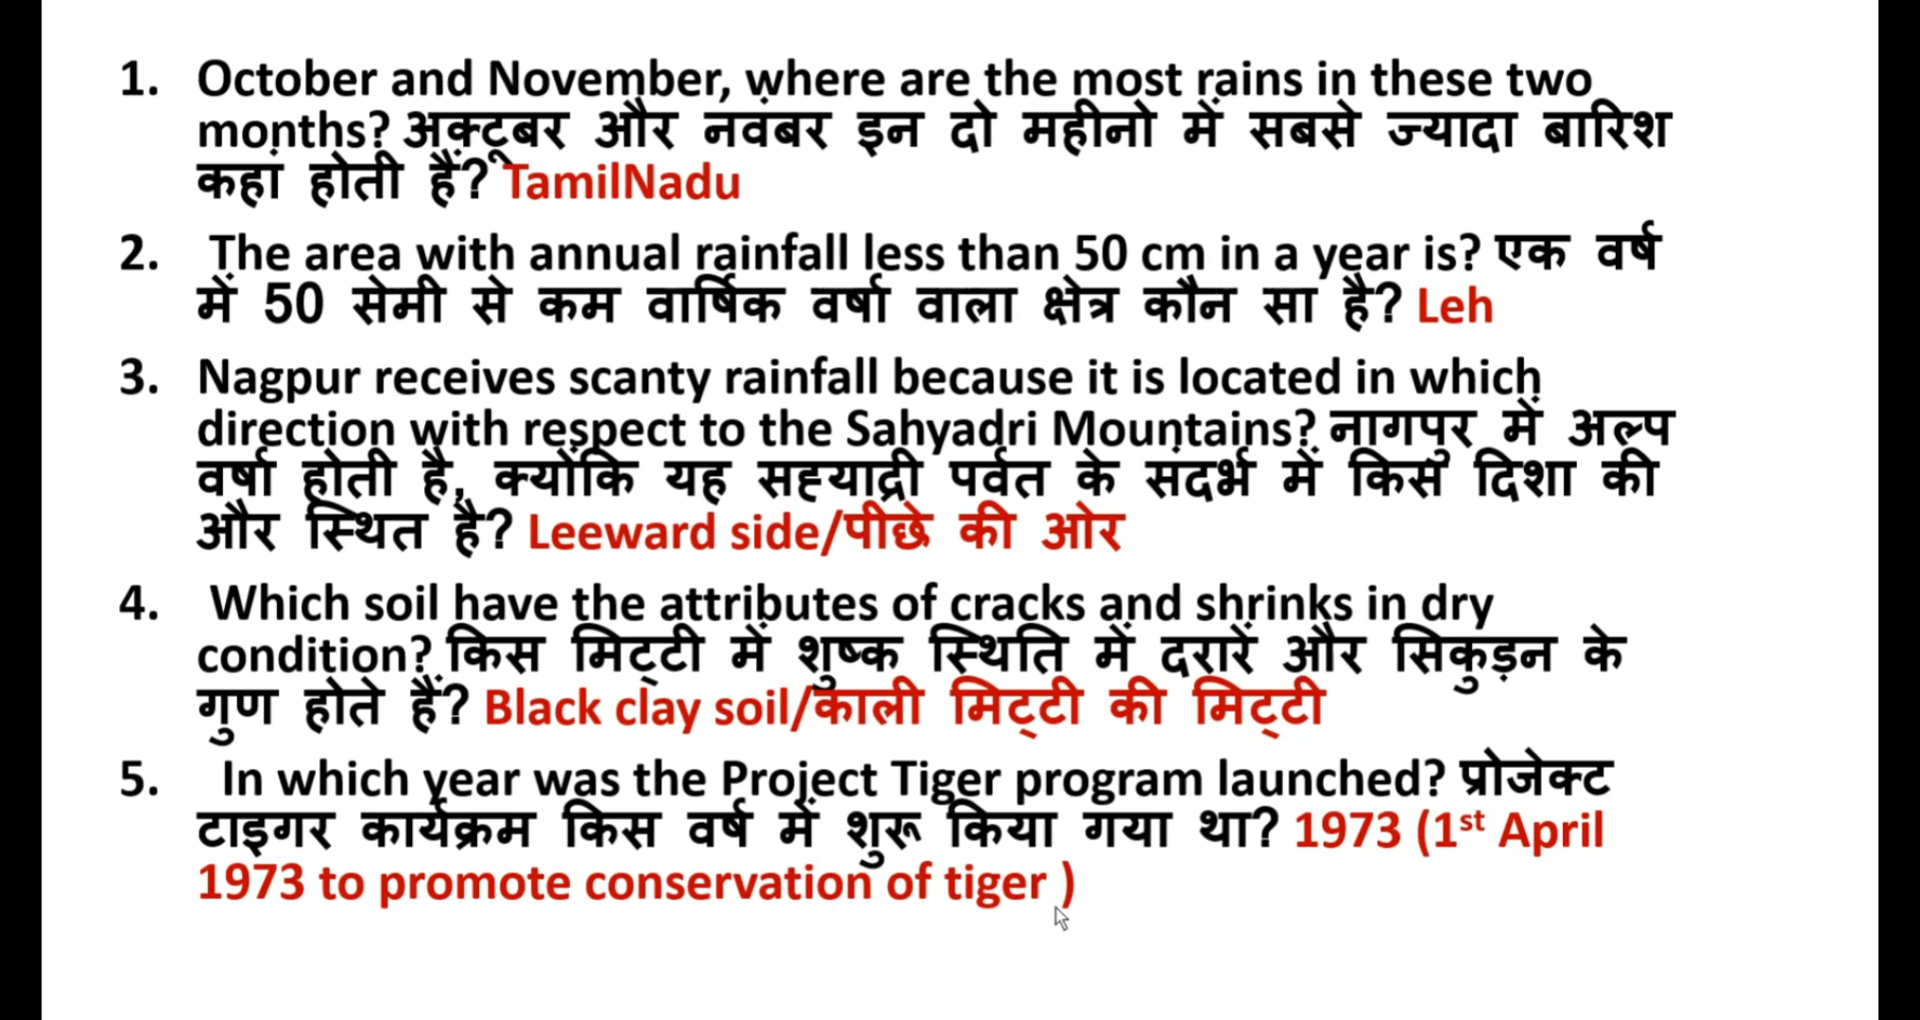 1. October and November, where are the most rains in these two
months? अक्टूबर और नवंबर इन दो महीनो में सबसे ज्यादा बारिश
कहां होती हैं? TamilNadu
2. The area with annual rainfall less than 50 cm in a year is? एक वर्ष
में 50 सेमी से कम वार्षिक वर्षा वाला क्षेत्र कौन सा है? Leh
3. Nagpur receives scanty rainfall because it is located in which
direction with respect to the Sahyadri Mountains? नागपुर में अल्प
वर्षा होती है, क्योंकि यह सह्याद्री पर्वत के संदर्भ में किस दिशा की
और स्थित है? Leeward side/पीछे की ओर
4. Which soil have the attributes of cracks and shrinks in dry
condition? किस मिट्टी में शुष्क स्थिति में दरारें और सिकुड़न के
गुण होते हैं? Black clay soil/काली मिट्टी की मिट्टी
5. In which year was the Project Tiger program launched? प्रोजेक्ट
टाइगर कार्यक्रम किस वर्ष में शुरू किया गया था? 1973 (1st April
1973 to promote conservation of tiger )